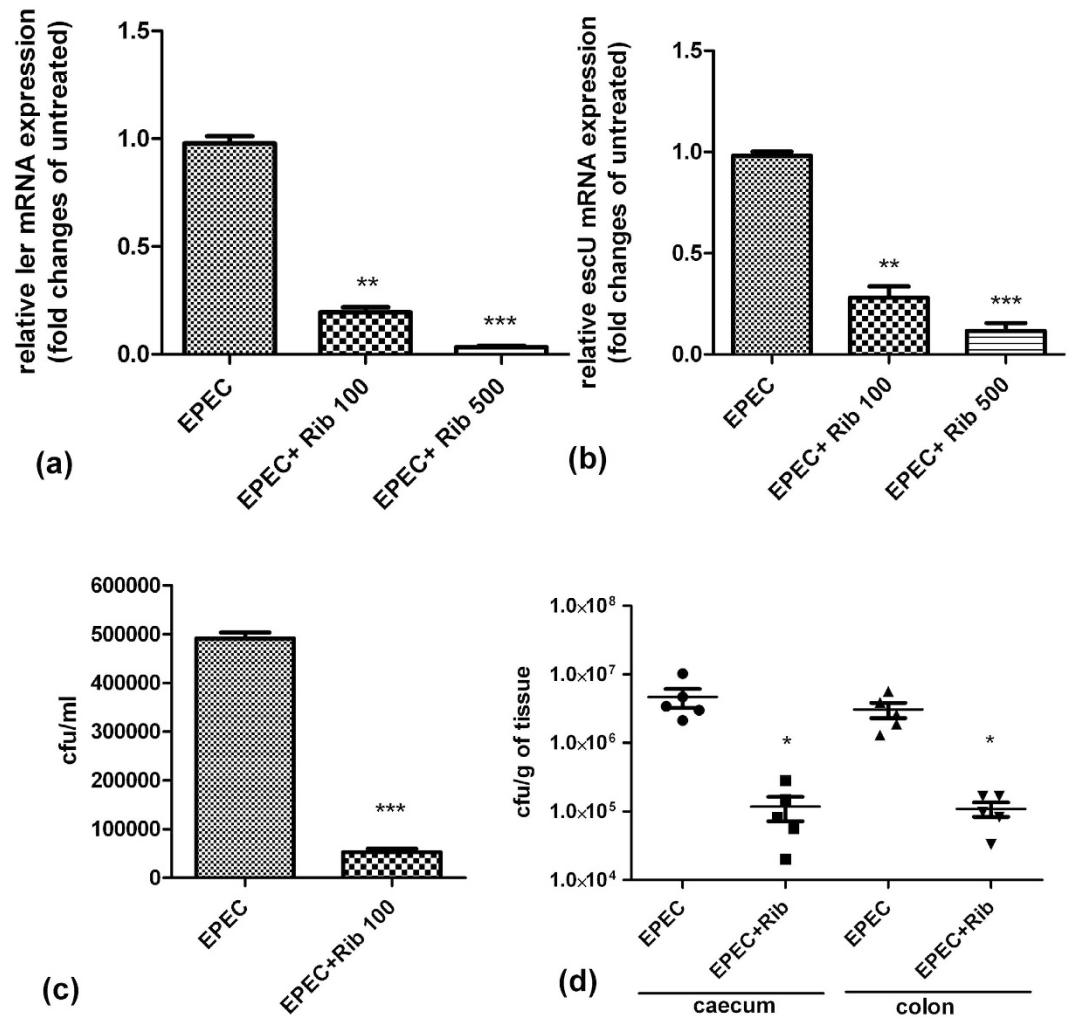 relative ler mRNA expression
(fold changes of untreated)
1.5
1.0
0.5
0.0
**
***
EPEC
EPEC+ Rib 100
EPEC+ Rib 500
(a)
relative escU mRNA expression
(fold changes of untreated)
1.5
1.0
0.5
0.0
**
***
EPEC
EPEC+ Rib 100
EPEC+ Rib 500
(b)
cfu/ml
600000
500000
400000
300000
200000
100000
0
***
EPEC
EPEC+Rib 100
(c)
cfu/g of tissue
1.0×10⁸
1.0×10⁷
1.0×10⁶
1.0×10⁵
1.0×10⁴
*
*
EPEC
EPEC+Rib
EPEC
EPEC+Rib
caecum
colon
(d)